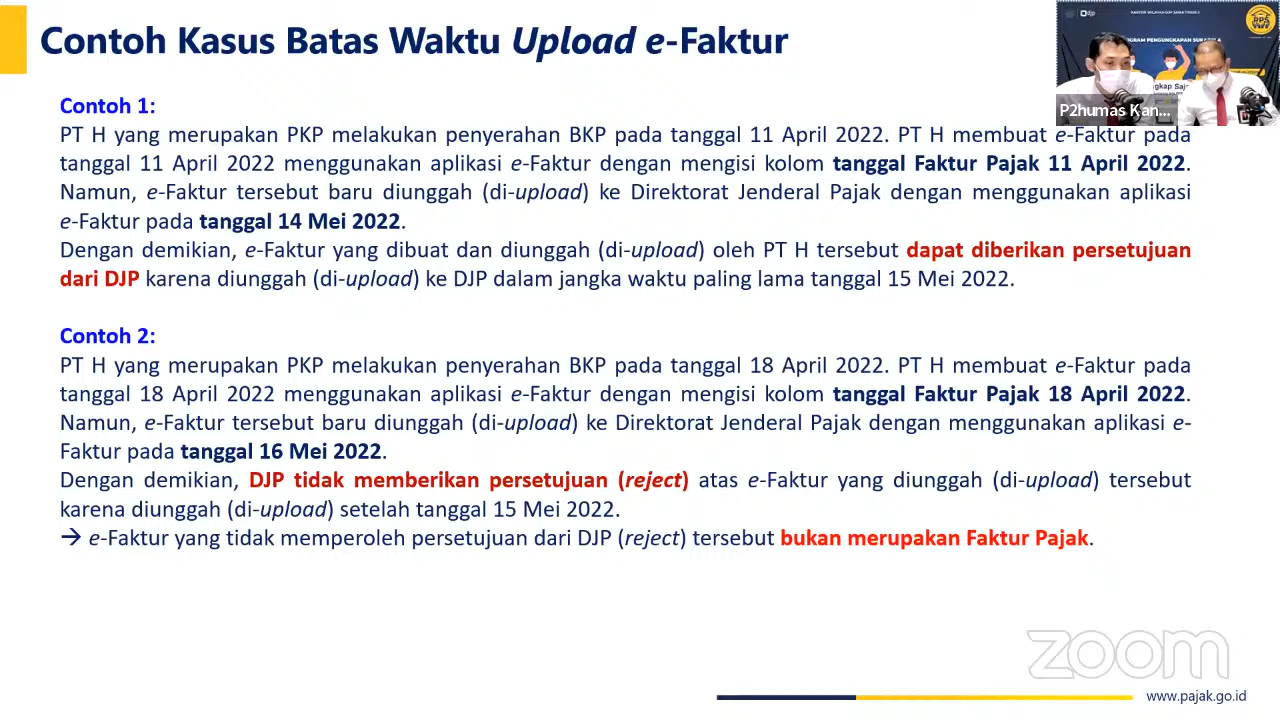 Contoh Kasus Batas Waktu Upload e-Faktur
KANTOR WILAYAH DJP JAWA TIMUR II
djp
PPS
P2humas Kan...
Contoh 1:
PT H yang merupakan PKP melakukan penyerahan BKP pada tanggal 11 April 2022. PT H membuat e-Faktur pada
tanggal 11 April 2022 menggunakan aplikasi e-Faktur dengan mengisi kolom tanggal Faktur Pajak 11 April 2022.
Namun, e-Faktur tersebut baru diunggah (di-upload) ke Direktorat Jenderal Pajak dengan menggunakan aplikasi
e-Faktur pada tanggal 14 Mei 2022.
Dengan demikian, e-Faktur yang dibuat dan diunggah (di-upload) oleh PT H tersebut dapat diberikan persetujuan
dari DJP karena diunggah (di-upload) ke DJP dalam jangka waktu paling lama tanggal 15 Mei 2022.
Contoh 2:
PT H yang merupakan PKP melakukan penyerahan BKP pada tanggal 18 April 2022. PT H membuat e-Faktur pada
tanggal 18 April 2022 menggunakan aplikasi e-Faktur dengan mengisi kolom tanggal Faktur Pajak 18 April 2022.
Namun, e-Faktur tersebut baru diunggah (di-upload) ke Direktorat Jenderal Pajak dengan menggunakan aplikasi e-
Faktur pada tanggal 16 Mei 2022.
Dengan demikian, DJP tidak memberikan persetujuan (reject) atas e-Faktur yang diunggah (di-upload) tersebut
karena diunggah (di-upload) setelah tanggal 15 Mei 2022.
→ e-Faktur yang tidak memperoleh persetujuan dari DJP (reject) tersebut bukan merupakan Faktur Pajak.
zoom
www.pajak.go.id